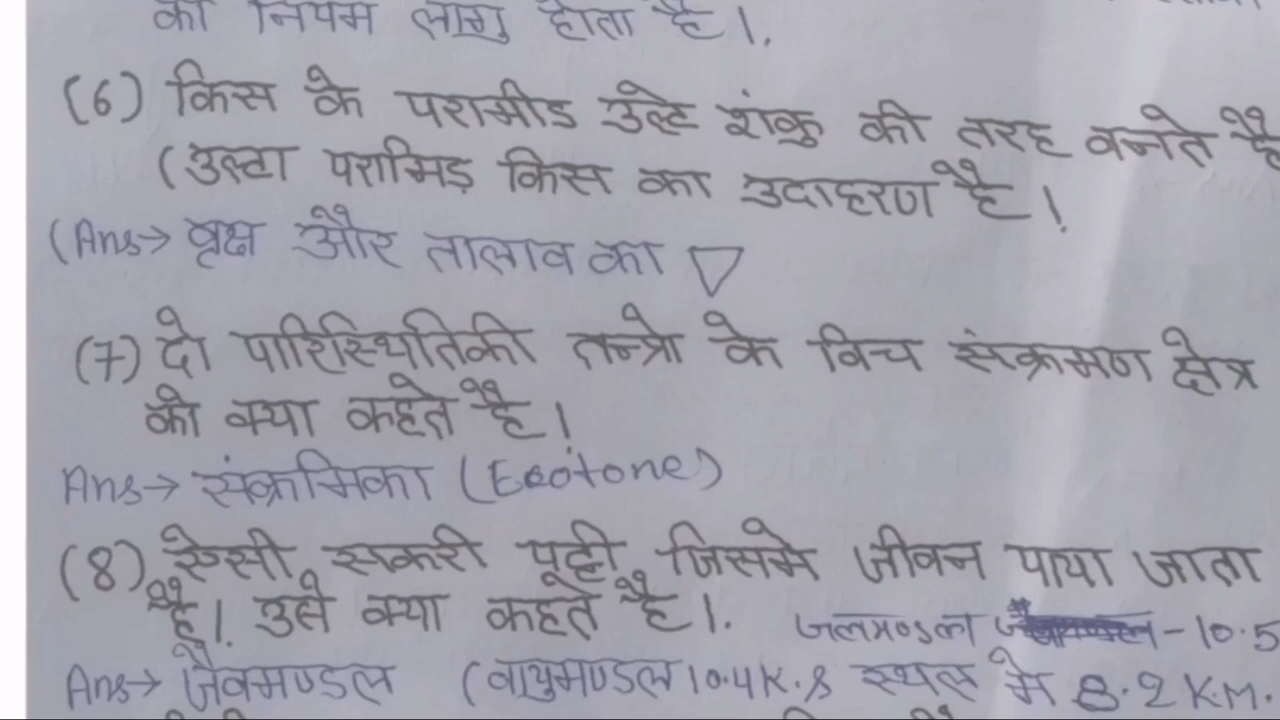 का नियम लागु होता है।.
(6) किस के परामीड उल्टे शंकु की तरह बनते है
(उल्टा परामिड़ किस का उदाहरण है।
(Ans→ वृक्ष और तालाव का
(7) दो पारिस्थितिकी तन्त्रो के विच संक्रमण क्षेत्र
को क्या कहते है।
Ans→ संक्रमिका (Ecotone)
(8) ऐसी सकरी पट्टी जिसमे जीवन पाया जाता
है।. उसे क्या कहते है।.
जलमण्डल - 10.5
Ans→ जैवमण्डल (वायुमण्डल 10.4 K. स्थल मे 8.2 K.M.